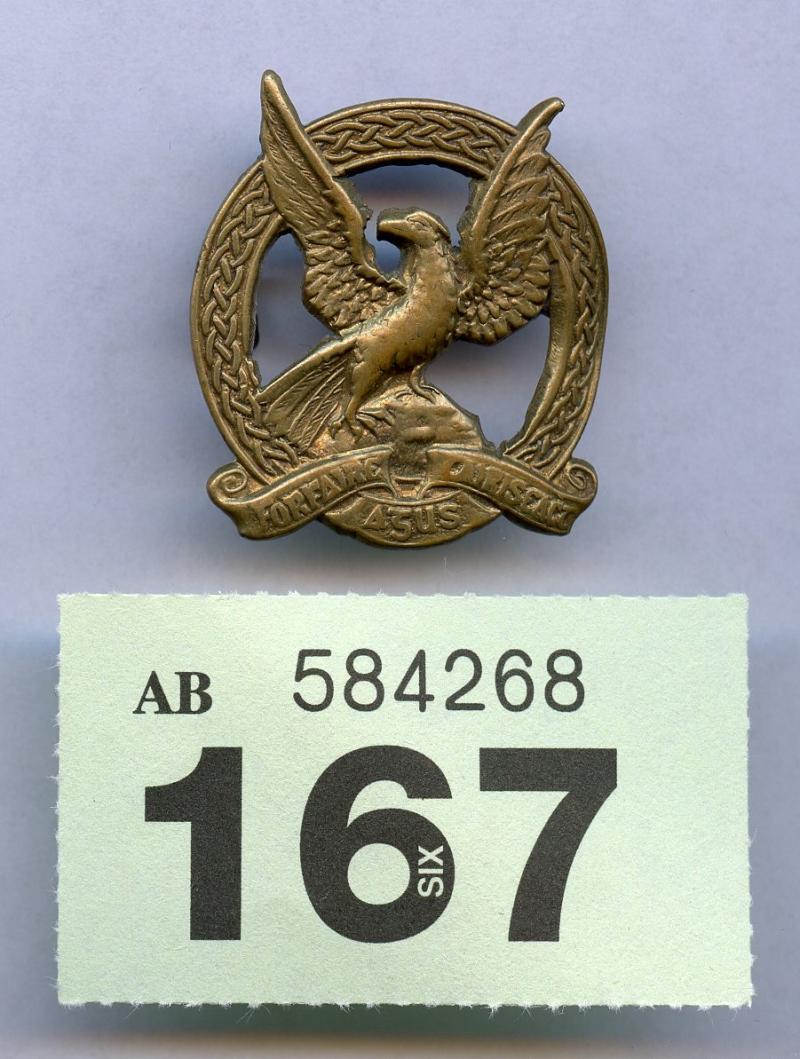 FORFAIRE
AGUS
AB 584268
167
SIX